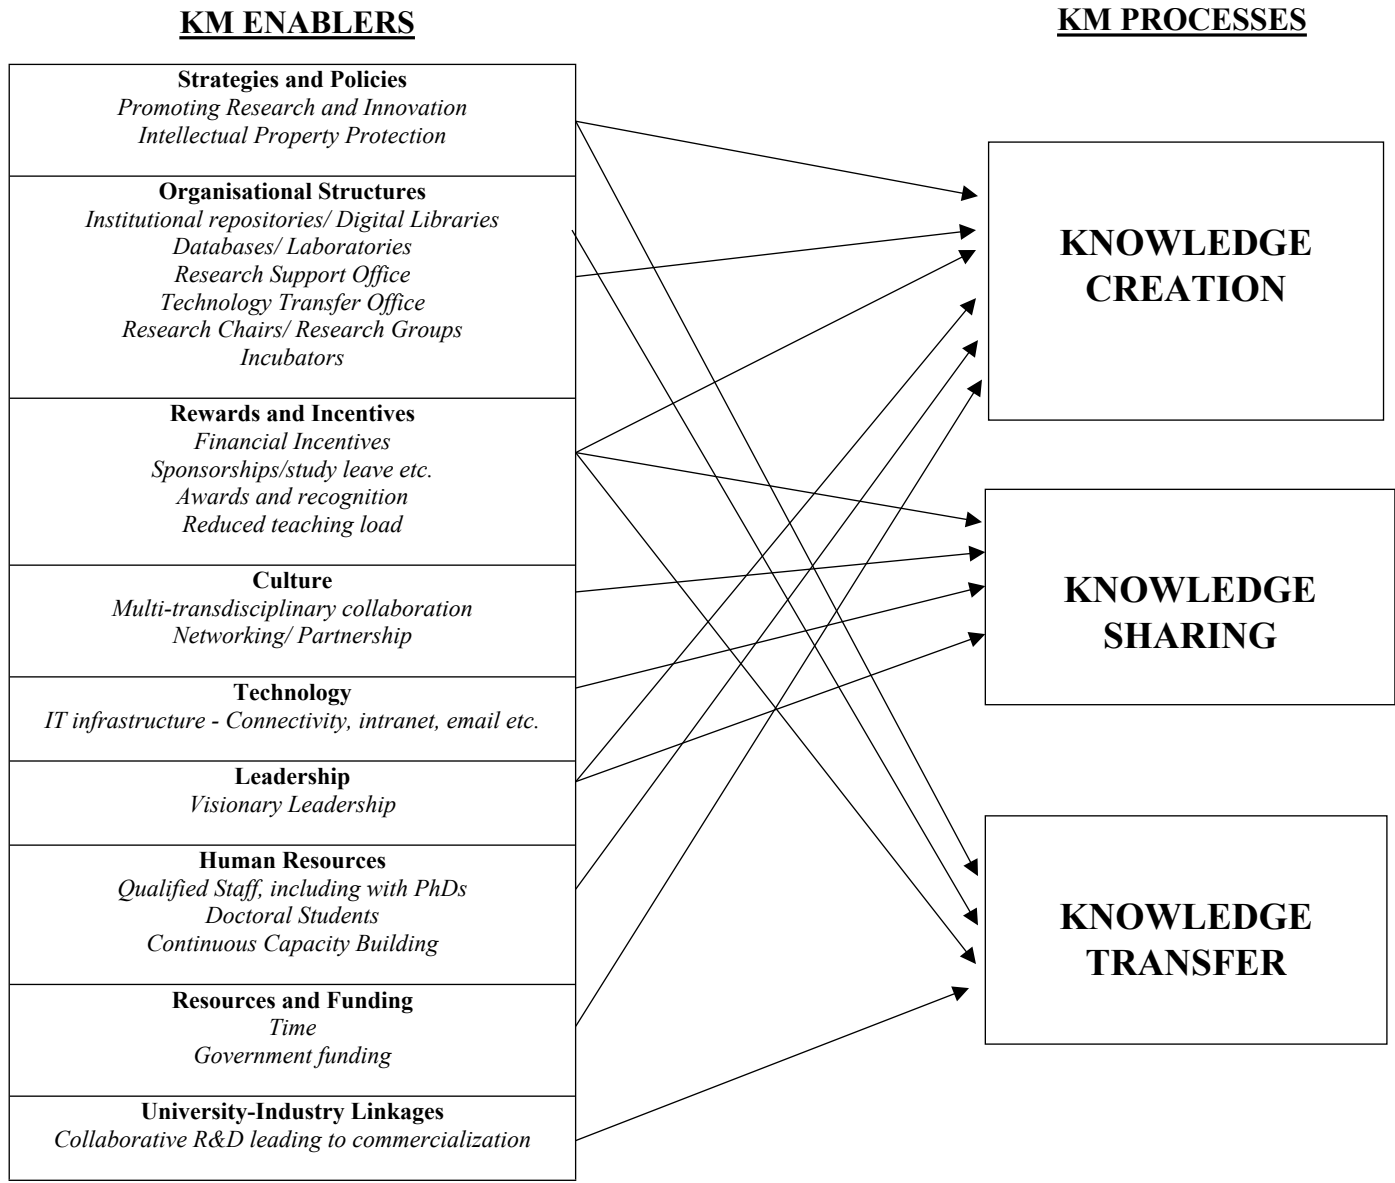 KM ENABLERS
Strategies and Policies
Promoting Research and Innovation
Intellectual Property Protection
Organisational Structures
Institutional repositories/ Digital Libraries
Databases/ Laboratories
Research Support Office
Technology Transfer Office
Research Chairs/ Research Groups
Incubators
Rewards and Incentives
Financial Incentives
Sponsorships/study leave etc.
Awards and recognition
Reduced teaching load
Culture
Multi-transdisciplinary collaboration
Networking/ Partnership
Technology
IT infrastructure - Connectivity, intranet, email etc.
Leadership
Visionary Leadership
Human Resources
Qualified Staff, including with PhDs
Doctoral Students
Continuous Capacity Building
Resources and Funding
Time
Government funding
University-Industry Linkages
Collaborative R&D leading to commercialization
KM PROCESSES
KNOWLEDGE
CREATION
KNOWLEDGE
SHARING
KNOWLEDGE
TRANSFER